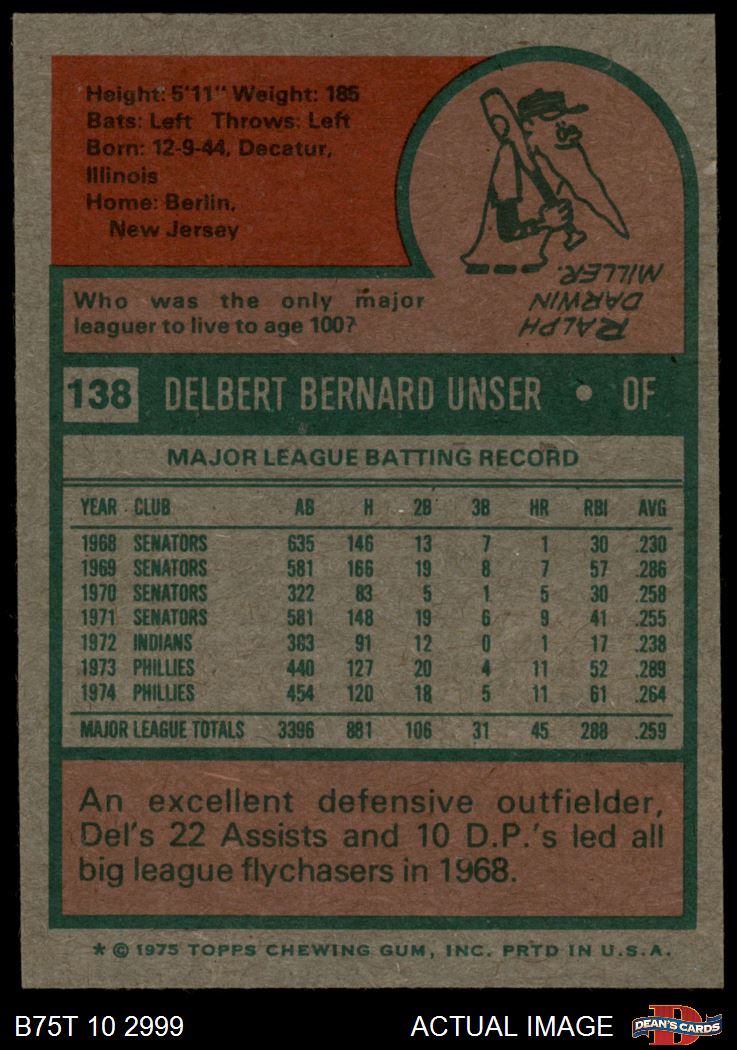 Height: 5'11" Weight: 185
Bats: Left Throws: Left
Born: 12-9-44, Decatur,
Illinois
Home: Berlin,
New Jersey
Who was the only major
leaguer to live to age 100?
RALPH
DARWIN
MILLER.
138 DELBERT BERNARD UNSER • OF
MAJOR LEAGUE BATTING RECORD
YEAR CLUB AB H 2B 3B HR RBI AVG
1968 SENATORS 635 146 13 7 1 30 .230
1969 SENATORS 581 166 19 8 7 57 .286
1970 SENATORS 322 83 5 1 5 30 .258
1971 SENATORS 581 148 19 6 9 41 .255
1972 INDIANS 383 91 12 0 1 17 .238
1973 PHILLIES 440 127 20 4 11 52 .289
1974 PHILLIES 454 120 18 5 11 61 .264
MAJOR LEAGUE TOTALS 3396 881 106 31 45 288 .259
An excellent defensive outfielder,
Del's 22 Assists and 10 D.P.'s led all
big league flychasers in 1968.
* © 1975 TOPPS CHEWING GUM, INC. PRTD IN U.S.A.
B75T 10 2999 ACTUAL IMAGE D DEAN'S CARDS